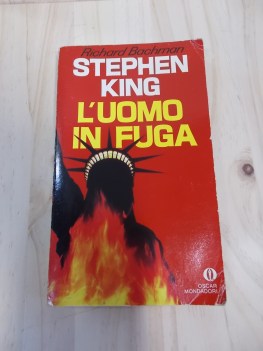 Richard Bachman
STEPHEN
KING
L'UOMO
IN FUGA
OSCAR
MONDADORI